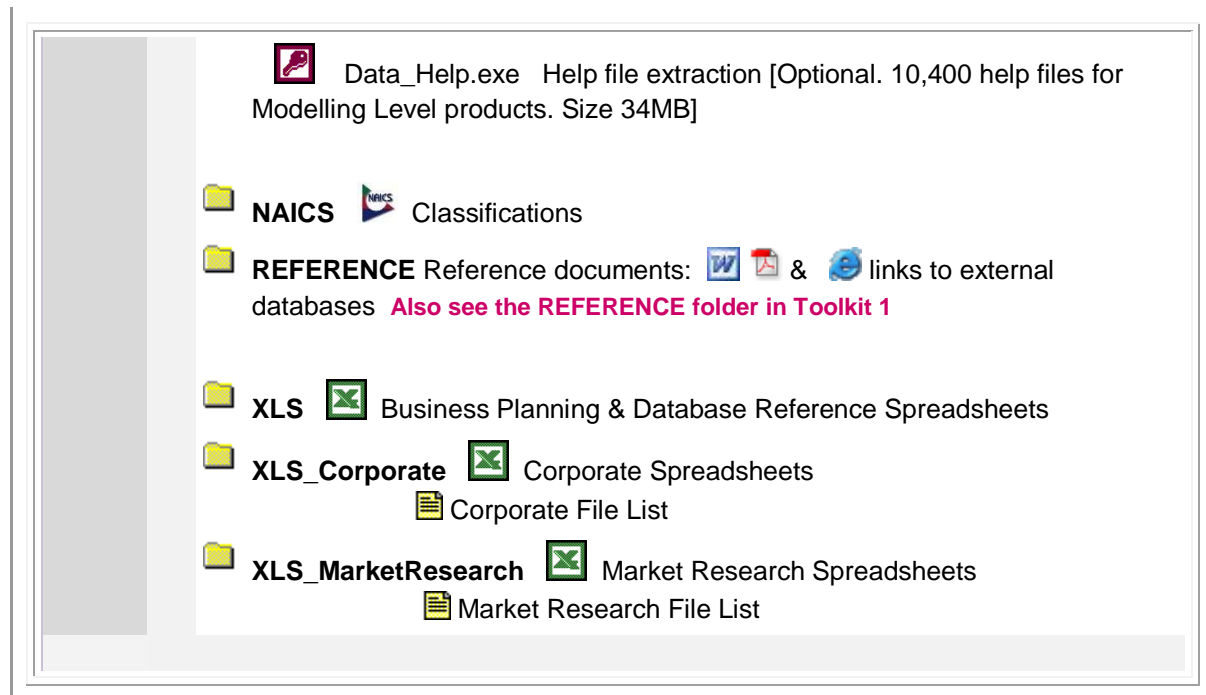 Data_Help.exe Help file extraction [Optional. 10,400 help files for
Modelling Level products. Size 34MB]
NAICS NAICS Classifications
REFERENCE Reference documents: W & links to external
databases Also see the REFERENCE folder in Toolkit 1
XLS Business Planning & Database Reference Spreadsheets
XLS_Corporate Corporate Spreadsheets
Corporate File List
XLS_MarketResearch Market Research Spreadsheets
Market Research File List